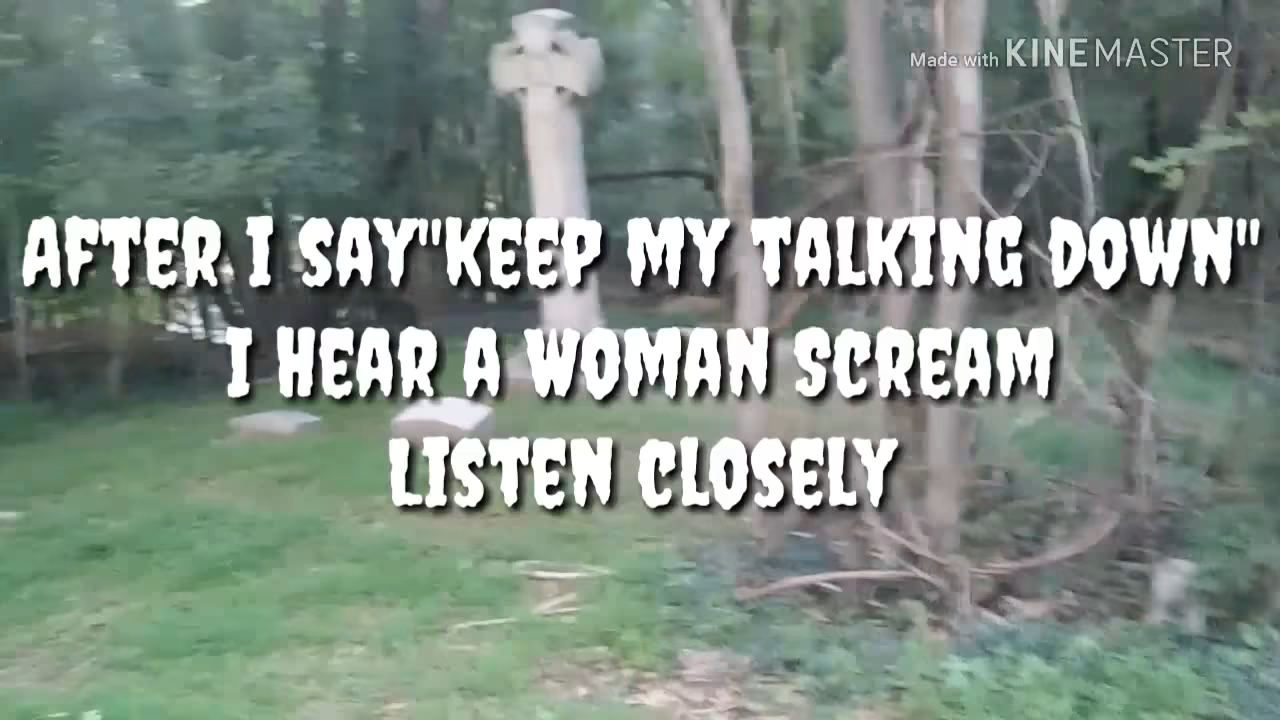 Made with KINEMASTER
AFTER I SAY"KEEP MY TALKING DOWN"
I HEAR A WOMAN SCREAM
LISTEN CLOSELY